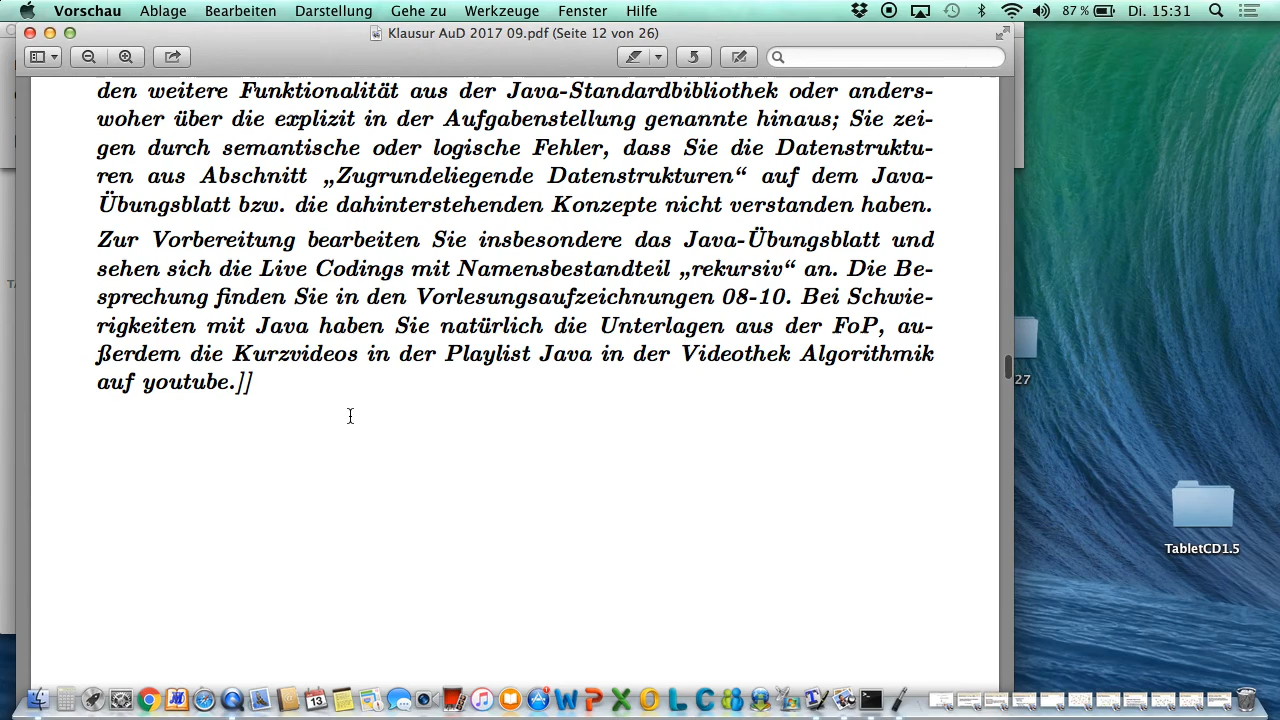 Vorschau Ablage Bearbeiten Darstellung Gehe zu Werkzeuge Fenster Hilfe 87 % Di. 15:31
Klausur AuD 2017 09.pdf (Seite 12 von 26)
den weitere Funktionalität aus der Java-Standardbibliothek oder anders-
woher über die explizit in der Aufgabenstellung genannte hinaus; Sie zei-
gen durch semantische oder logische Fehler, dass Sie die Datenstruktu-
ren aus Abschnitt „Zugrundeliegende Datenstrukturen“ auf dem Java-
Übungsblatt bzw. die dahinterstehenden Konzepte nicht verstanden haben.
Zur Vorbereitung bearbeiten Sie insbesondere das Java-Übungsblatt und
sehen sich die Live Codings mit Namensbestandteil „rekursiv“ an. Die Be-
sprechung finden Sie in den Vorlesungsaufzeichnungen 08-10. Bei Schwie-
rigkeiten mit Java haben Sie natürlich die Unterlagen aus der FoP, au-
ßerdem die Kurzvideos in der Playlist Java in der Videothek Algorithmik
auf youtube.]]
27
TabletCD1.5
13